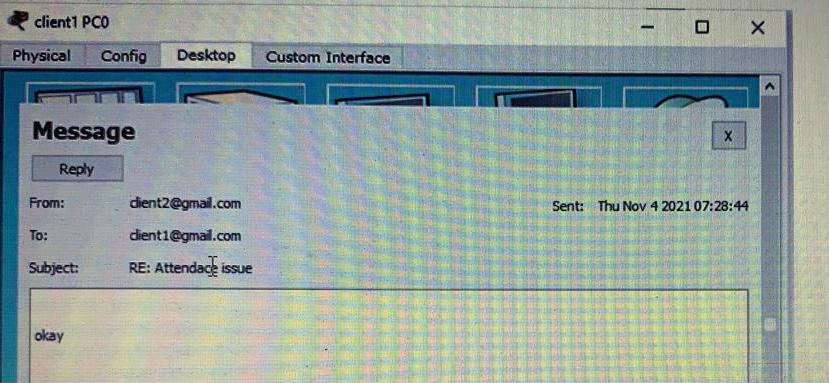 client1 PC0
Physical Config Desktop Custom Interface
Message
X
Reply
From: client2@gmail.com Sent: Thu Nov 4 2021 07:28:44
To: client1@gmail.com
Subject: RE: Attendace issue
okay